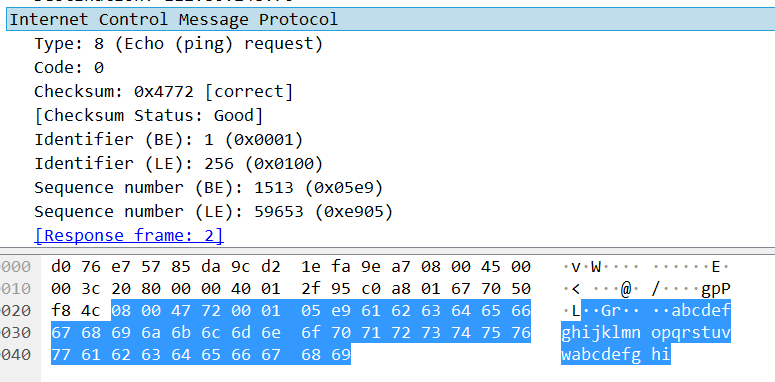 Internet Control Message Protocol
Type: 8 (Echo (ping) request)
Code: 0
Checksum: 0x4772 [correct]
[Checksum Status: Good]
Identifier (BE): 1 (0x0001)
Identifier (LE): 256 (0x0100)
Sequence number (BE): 1513 (0x05e9)
Sequence number (LE): 59653 (0xe905)
[Response frame: 2]
0000 d0 76 e7 57 85 da 9c d2 1e fa 9e a7 08 00 45 00 ·v·W···· ······E·
0010 00 3c 20 80 00 00 40 01 2f 95 c0 a8 01 67 70 50 ·< ···@· /····gpP
0020 f8 4c 08 00 47 72 00 01 05 e9 61 62 63 64 65 66 ·L··Gr·· ··abcdef
0030 67 68 69 6a 6b 6c 6d 6e 6f 70 71 72 73 74 75 76 ghijklmn opqrstuv
0040 77 61 62 63 64 65 66 67 68 69 wabcdefg hi